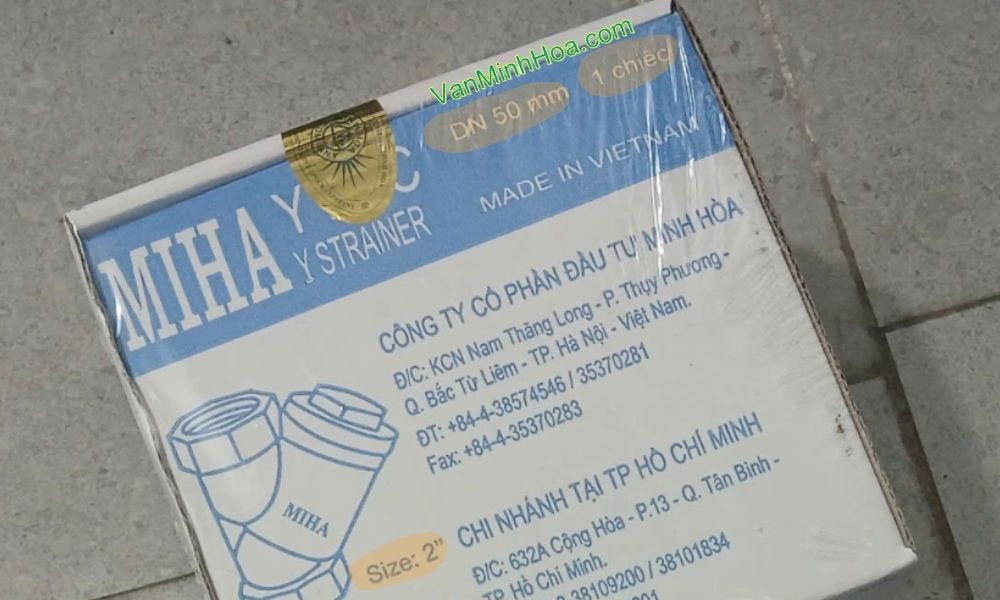 VanMinhHoa.com
DN 50 mm
1 chiếc
MIHA
Y
C
Y STRAINER
MADE IN VIETNAM
CÔNG TY CỔ PHẦN ĐẦU TƯ MINH HÒA
Đ/C: KCN Nam Thăng Long - P. Thụy Phương -
Q. Bắc Từ Liêm - TP. Hà Nội - Việt Nam.
ĐT: +84-4-38574546 / 35370281
Fax: +84-4-35370283
MIHA
Size: 2"
CHI NHÁNH TẠI TP HỒ CHÍ MINH
Đ/C: 632A Cộng Hòa - P.13 - Q. Tân Bình -
TP. Hồ Chí Minh.
38109200 / 38101834